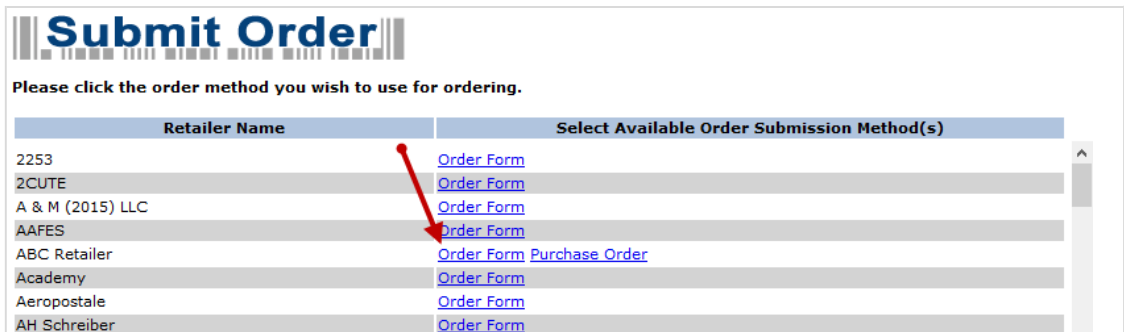 Submit Order
Please click the order method you wish to use for ordering.
Retailer Name Select Available Order Submission Method(s)
2253 Order Form
2CUTE Order Form
A & M (2015) LLC Order Form
AAFES Order Form
ABC Retailer Order Form Purchase Order
Academy Order Form
Aeropostale Order Form
AH Schreiber Order Form